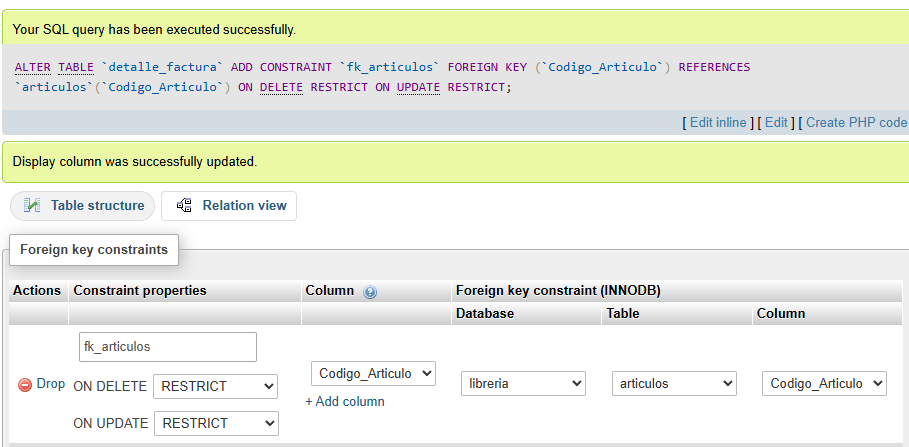 Your SQL query has been executed successfully.
ALTER TABLE `detalle_factura` ADD CONSTRAINT `fk_articulos` FOREIGN KEY (`Codigo_Articulo`) REFERENCES
`articulos`(`Codigo_Articulo`) ON DELETE RESTRICT ON UPDATE RESTRICT;
[ Edit inline ] [ Edit ] [ Create PHP code
Display column was successfully updated.
Table structure Relation view
Foreign key constraints
Actions Constraint properties Column Foreign key constraint (INNODB)
Database Table Column
fk_articulos
Drop ON DELETE RESTRICT Codigo_Articulo libreria articulos Codigo_Articulo
+ Add column
ON UPDATE RESTRICT